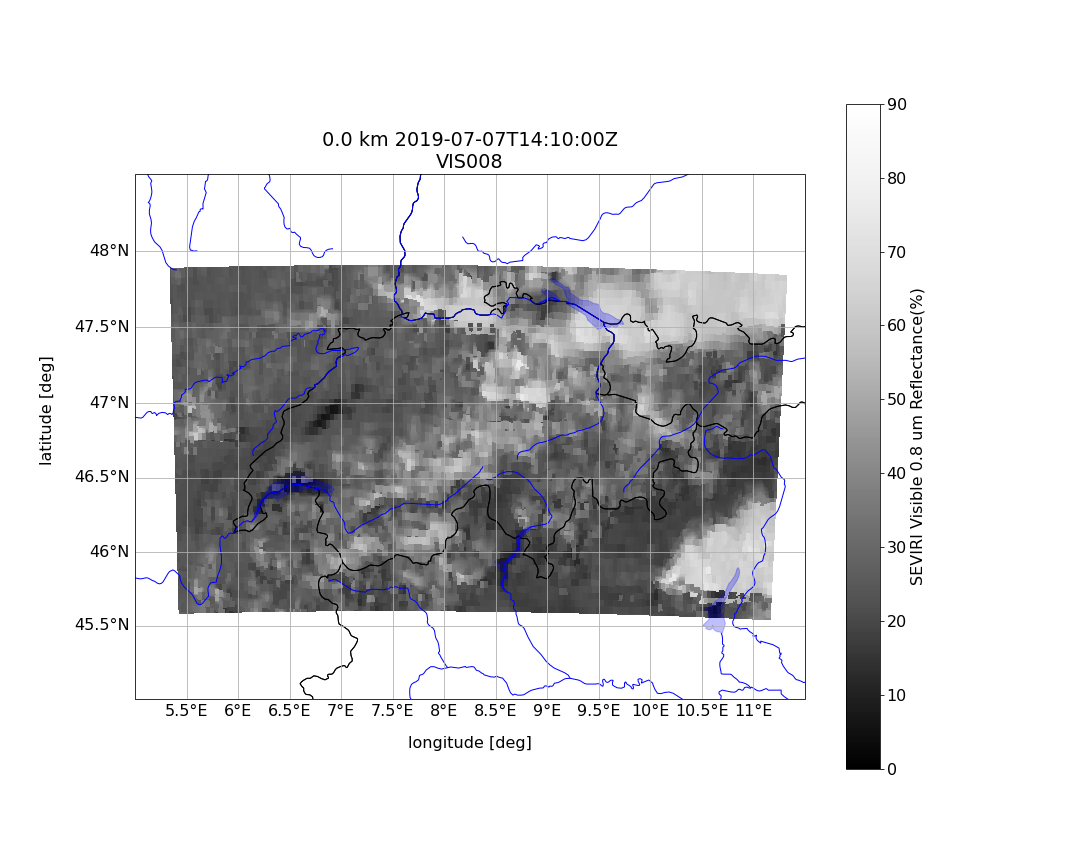 0.0 km 2019-07-07T14:10:00Z
VIS008
48°N
47.5°N
47°N
46.5°N
46°N
45.5°N
latitude [deg]
5.5°E 6°E 6.5°E 7°E 7.5°E 8°E 8.5°E 9°E 9.5°E 10°E 10.5°E 11°E
longitude [deg]
90
80
70
60
50
40
30
20
10
0
SEVIRI Visible 0.8 um Reflectance(%)